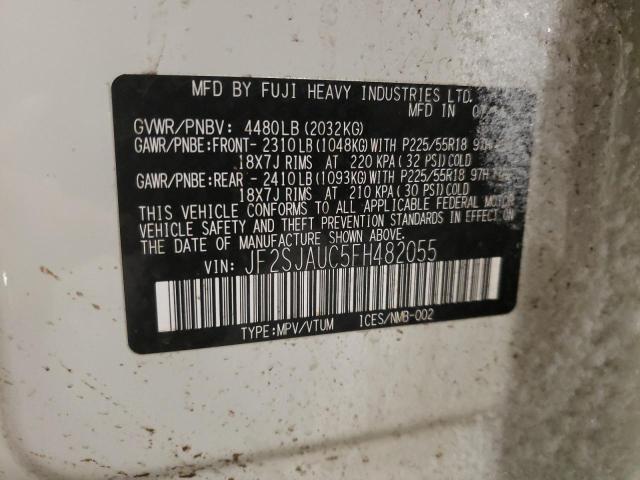 MFD BY FUJI HEAVY INDUSTRIES LTD.
MFD IN
GVWR/PNBV: 4480LB (2032KG)
GAWR/PNBE:FRONT- 2310LB (1048KG) WITH P225/55R18
18X7J RIMS AT 220 KPA ( 32 PSI) COLD
GAWR/PNBE:REAR - 2410LB (1093KG) WITH P225/55R18 97H
18X7J RIMS AT 210 KPA ( 30 PSI) COLD
THIS VEHICLE CONFORMS TO ALL APPLICABLE FEDERAL MOTOR
VEHICLE SAFETY AND THEFT PREVENTION STANDARDS IN EFFECT ON
THE DATE OF MANUFACTURE SHOWN ABOVE.
VIN: JF2SJAUC5FH482055
TYPE:MPV/VTUM ICES/NMB-002